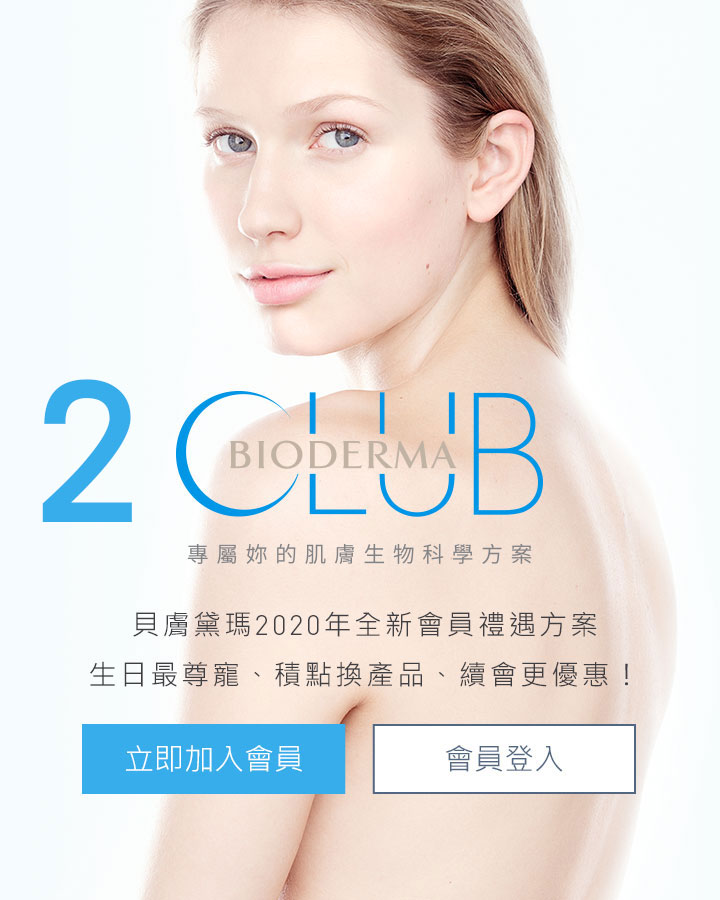 2 CLUB
BIODERMA
專屬妳的肌膚生物科學方案
貝膚黛瑪2020年全新會員禮遇方案
生日最尊寵、積點換產品、續會更優惠！
立即加入會員 會員登入